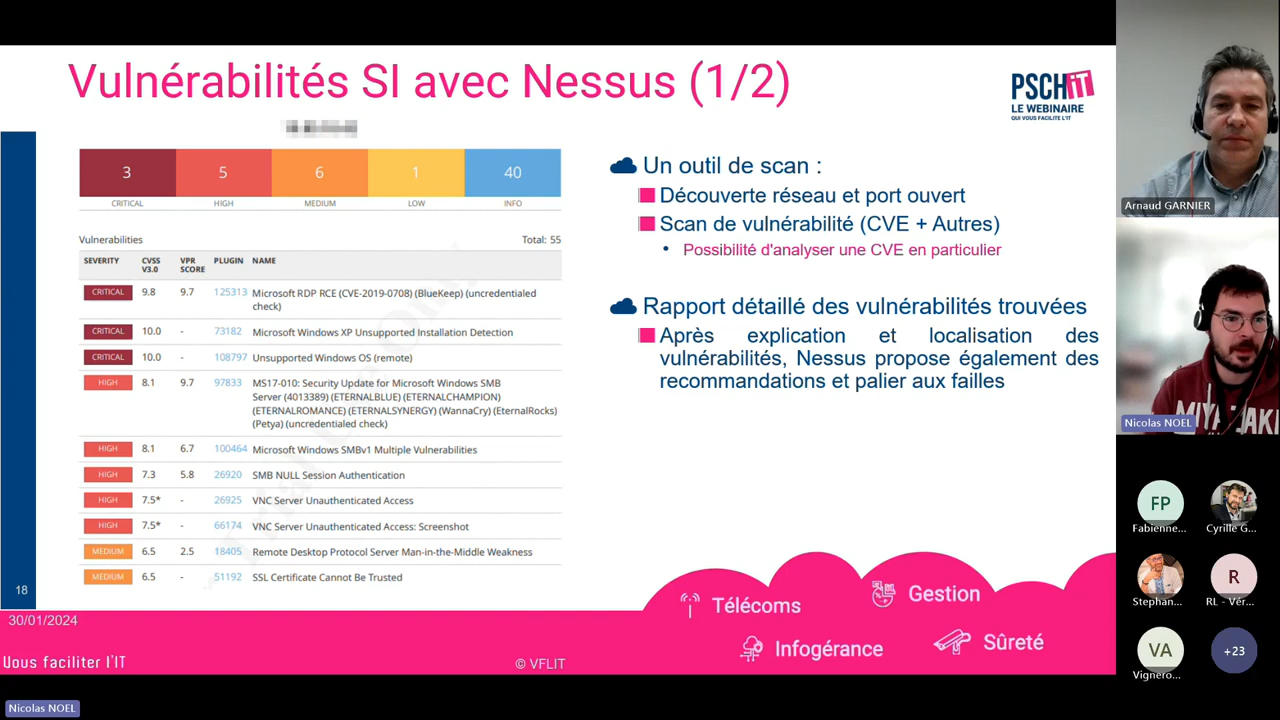 Vulnérabilités SI avec Nessus (1/2)
PSCHIT
LE WEBINAIRE
QUI VOUS FACILITE L'IT
3 5 6 1 40
CRITICAL HIGH MEDIUM LOW INFO
Vulnerabilities Total: 55
SEVERITY CVSS V3.0 VPR SCORE PLUGIN NAME
CRITICAL 9.8 9.7 125313 Microsoft RDP RCE (CVE-2019-0708) (BlueKeep) (uncredentialed
check)
CRITICAL 10.0 - 73182 Microsoft Windows XP Unsupported Installation Detection
CRITICAL 10.0 - 108797 Unsupported Windows OS (remote)
HIGH 8.1 9.7 97833 MS17-010: Security Update for Microsoft Windows SMB
Server (4013389) (ETERNALBLUE) (ETERNALCHAMPION)
(ETERNALROMANCE) (ETERNALSYNERGY) (WannaCry) (EternalRocks)
(Petya) (uncredentialed check)
HIGH 8.1 6.7 100464 Microsoft Windows SMBv1 Multiple Vulnerabilities
HIGH 7.3 5.8 26920 SMB NULL Session Authentication
HIGH 7.5* - 26925 VNC Server Unauthenticated Access
HIGH 7.5* - 66174 VNC Server Unauthenticated Access: Screenshot
MEDIUM 6.5 2.5 18405 Remote Desktop Protocol Server Man-in-the-Middle Weakness
MEDIUM 6.5 - 51192 SSL Certificate Cannot Be Trusted
Un outil de scan :
Découverte réseau et port ouvert
Scan de vulnérabilité (CVE + Autres)
• Possibilité d'analyser une CVE en particulier
Rapport détaillé des vulnérabilités trouvées
Après explication et localisation des
vulnérabilités, Nessus propose également des
recommandations et palier aux failles
18
30/01/2024
Vous faciliter l'IT
© VFLIT
Télécoms
Gestion
Infogérance
Sûreté
Nicolas NOEL
Arnaud GARNIER
MIYAZAKI
Nicolas NOEL
FP
Fabienne...
Cyrille G...
Stephan...
R
RL - Vér...
VA
Vignero...
+23